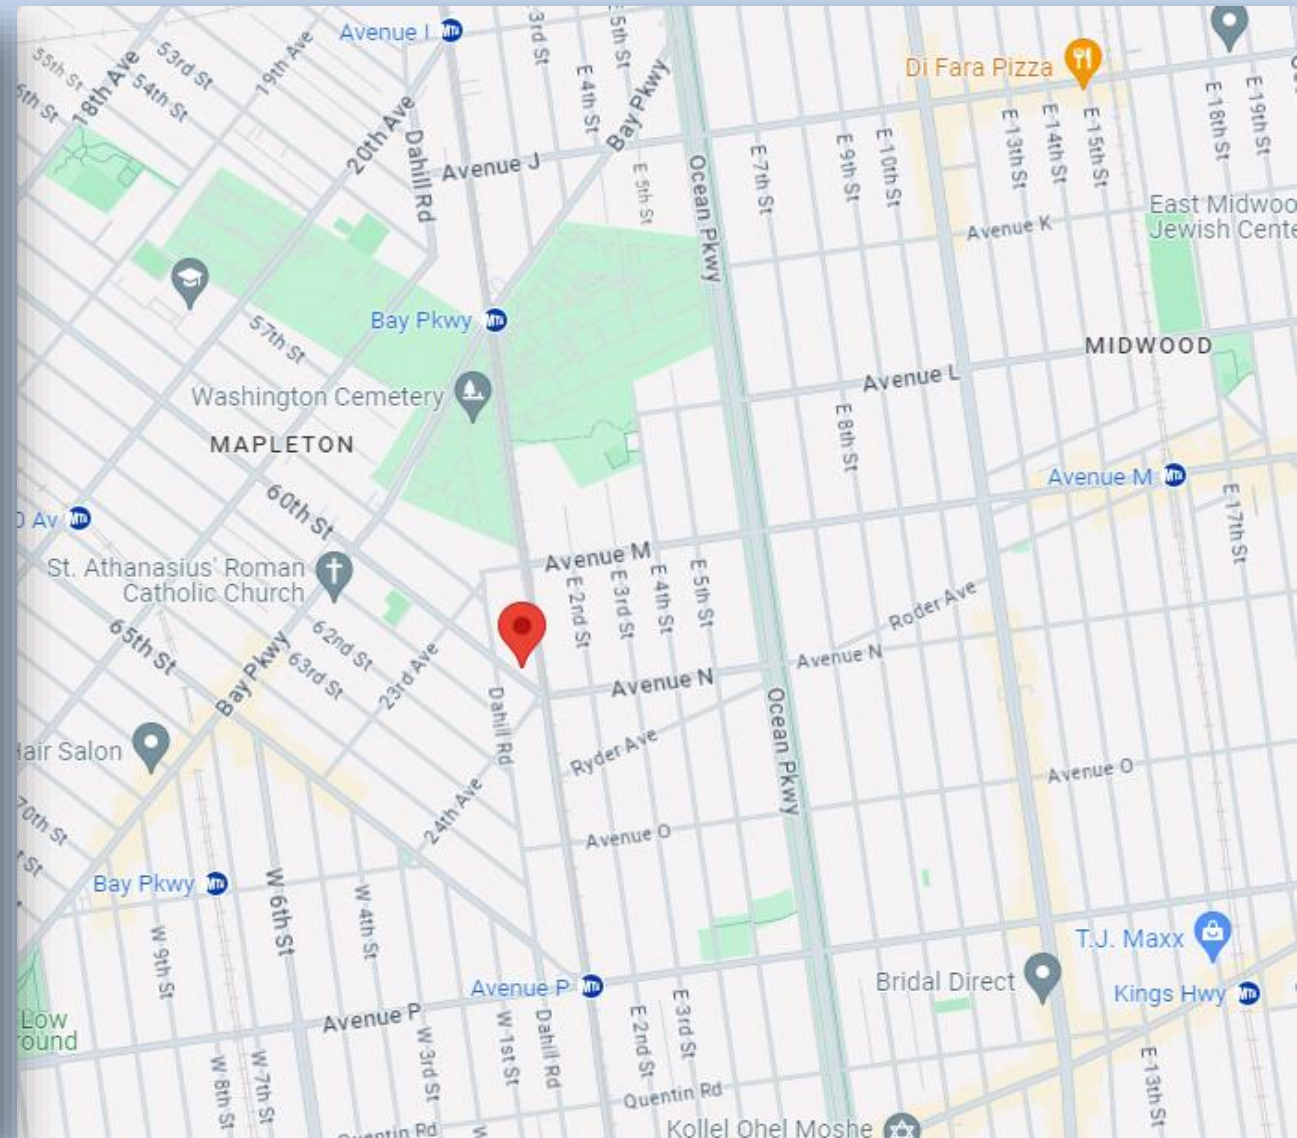 Avenue I
3rd St
5th St
E 4th St
Bay Pkwy
Di Fara Pizza
53rd St
55th St
54th St
6th St
18th Ave
19th Ave
20th Ave
Dahill Rd
Avenue J
E 5th St
Ocean Pkwy
E 7th St
E 9th St
E 10th St
E 13th St
E 14th St
E 15th St
E 18th St
E 19th St
East Midwoo
Jewish Cente
Avenue K
57th St
Bay Pkwy
MIDWOOD
Avenue L
Washington Cemetery
MAPLETON
E 8th St
60th St
Avenue M
E 17th St
Av
St. Athanasius' Roman
Catholic Church
Avenue M
E 2nd St
E 3rd St
E 4th St
E 5th St
Roder Ave
65th St
62nd St
63rd St
23rd Ave
Bay Pkwy
Avenue N
Avenue N
Dahill Rd
Ocean Pkwy
Hair Salon
Ryder Ave
Avenue O
70th St
St
24th Ave
Avenue O
Bay Pkwy
W 6th St
W 4th St
W 9th St
T.J. Maxx
Bridal Direct
Kings Hwy
Avenue P
Avenue P
Low
round
W 3rd St
W 1st St
Dahill Rd
E 2nd St
E 3rd St
W 8th St
W 7th St
E 13th St
Quentin Rd
Quentin Rd
W
Kollel Ohel Moshe